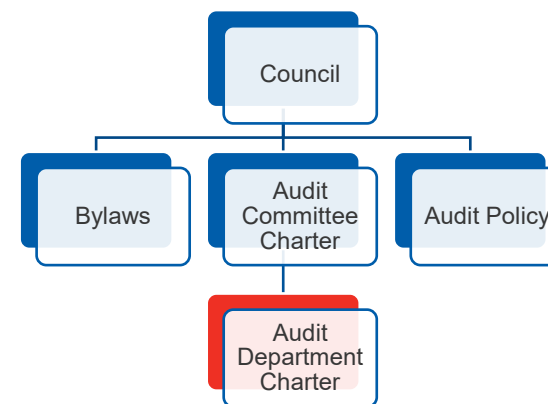 Council
Bylaws
Audit
Committee
Charter
Audit Policy
Audit
Department
Charter